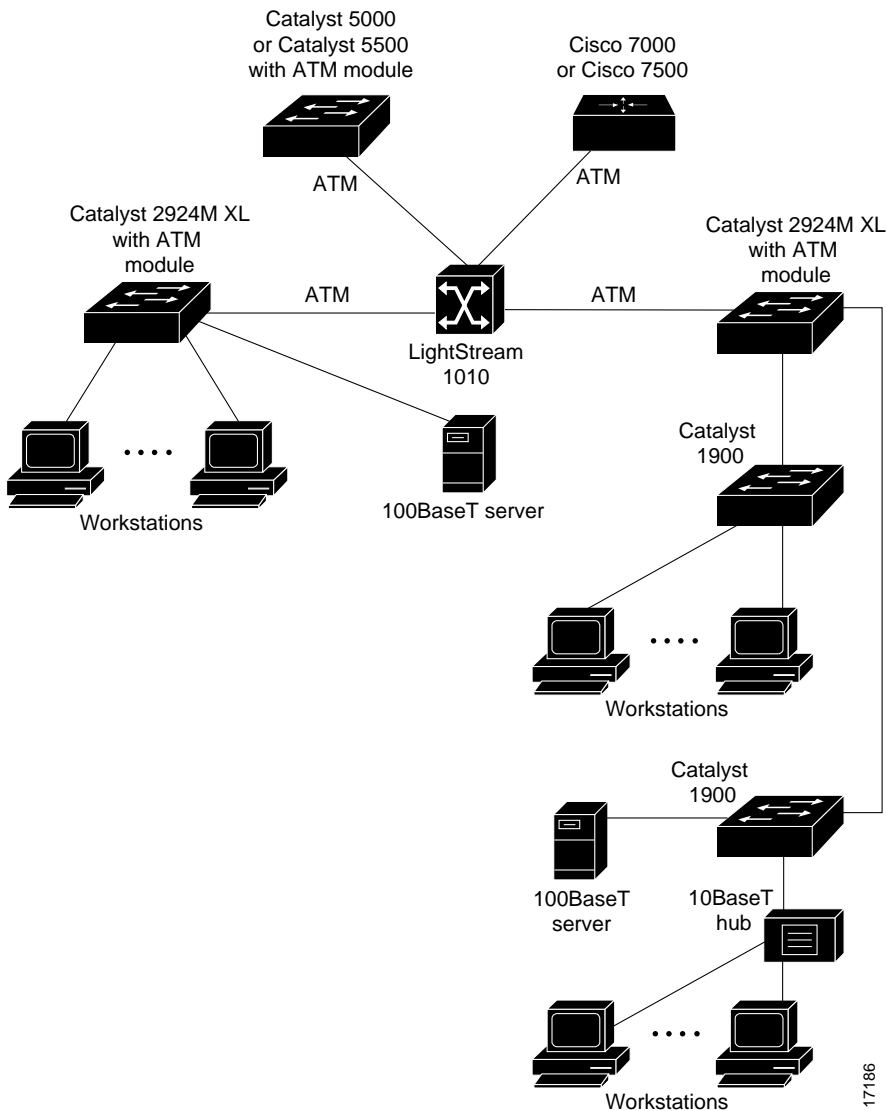 Catalyst 5000
or Catalyst 5500
with ATM module
Cisco 7000
or Cisco 7500
ATM
ATM
Catalyst 2924M XL
with ATM
module
Catalyst 2924M XL
with ATM
module
ATM
ATM
LightStream
1010
Catalyst
1900
Workstations
100BaseT server
Workstations
Catalyst
1900
100BaseT
server
10BaseT
hub
Workstations
17186